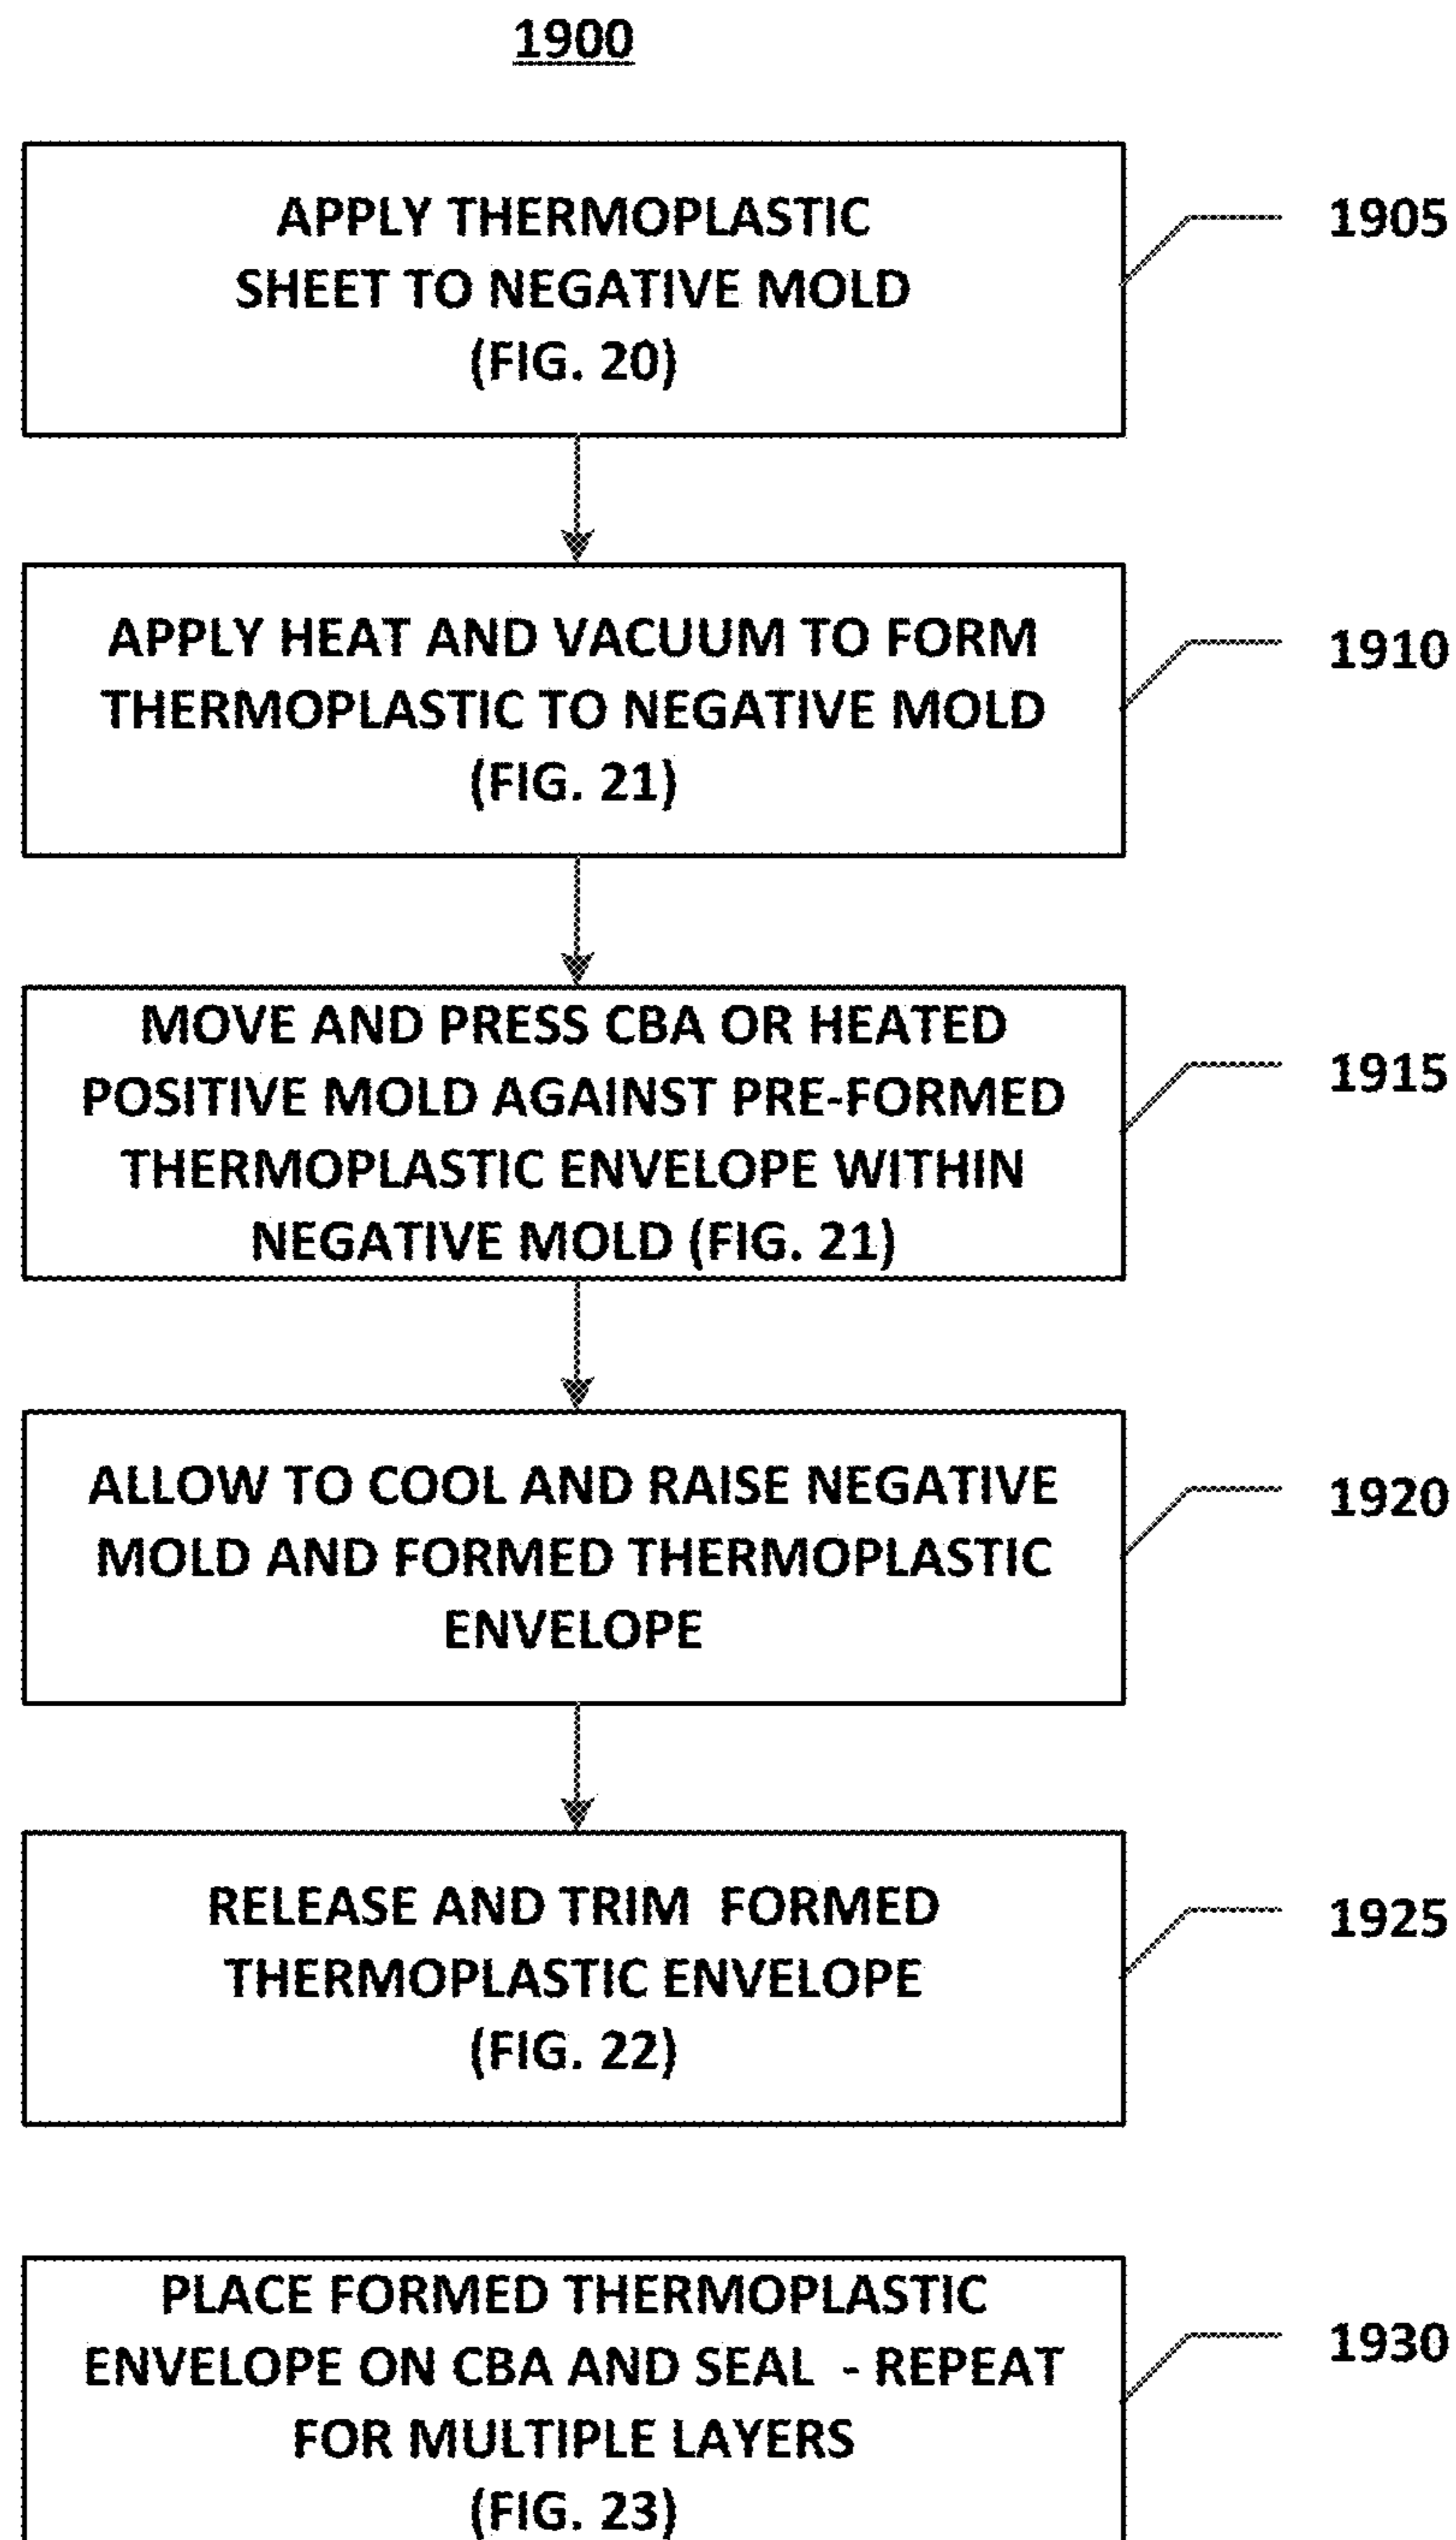 1900
APPLY THERMOPLASTIC
SHEET TO NEGATIVE MOLD
(FIG. 20)
1905
APPLY HEAT AND VACUUM TO FORM
THERMOPLASTIC TO NEGATIVE MOLD
(FIG. 21)
1910
MOVE AND PRESS CBA OR HEATED
POSITIVE MOLD AGAINST PRE-FORMED
THERMOPLASTIC ENVELOPE WITHIN
NEGATIVE MOLD (FIG. 21)
1915
ALLOW TO COOL AND RAISE NEGATIVE
MOLD AND FORMED THERMOPLASTIC
ENVELOPE
1920
RELEASE AND TRIM  FORMED
THERMOPLASTIC ENVELOPE
(FIG. 22)
1925
PLACE FORMED THERMOPLASTIC
ENVELOPE ON CBA AND SEAL  - REPEAT
FOR MULTIPLE LAYERS
(FIG. 23)
1930